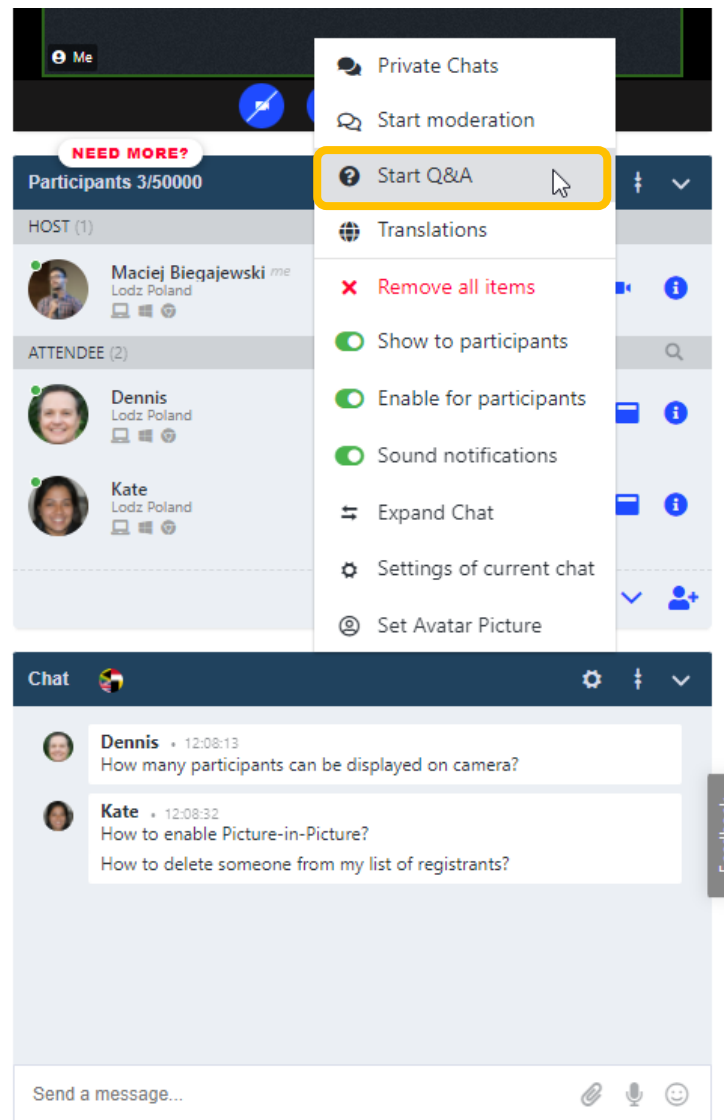 Me
Private Chats
Start moderation
NEED MORE?
Participants 3/50000
Start Q&A
HOST (1)
Translations
Maciej Biegajewski me
Lodz Poland
Remove all items
ATTENDEE (2)
Show to participants
Dennis
Lodz Poland
Enable for participants
Sound notifications
Kate
Lodz Poland
Expand Chat
Settings of current chat
Set Avatar Picture
Chat
Dennis • 12:08:13
How many participants can be displayed on camera?
Kate • 12:08:32
How to enable Picture-in-Picture?
How to delete someone from my list of registrants?
Send a message...